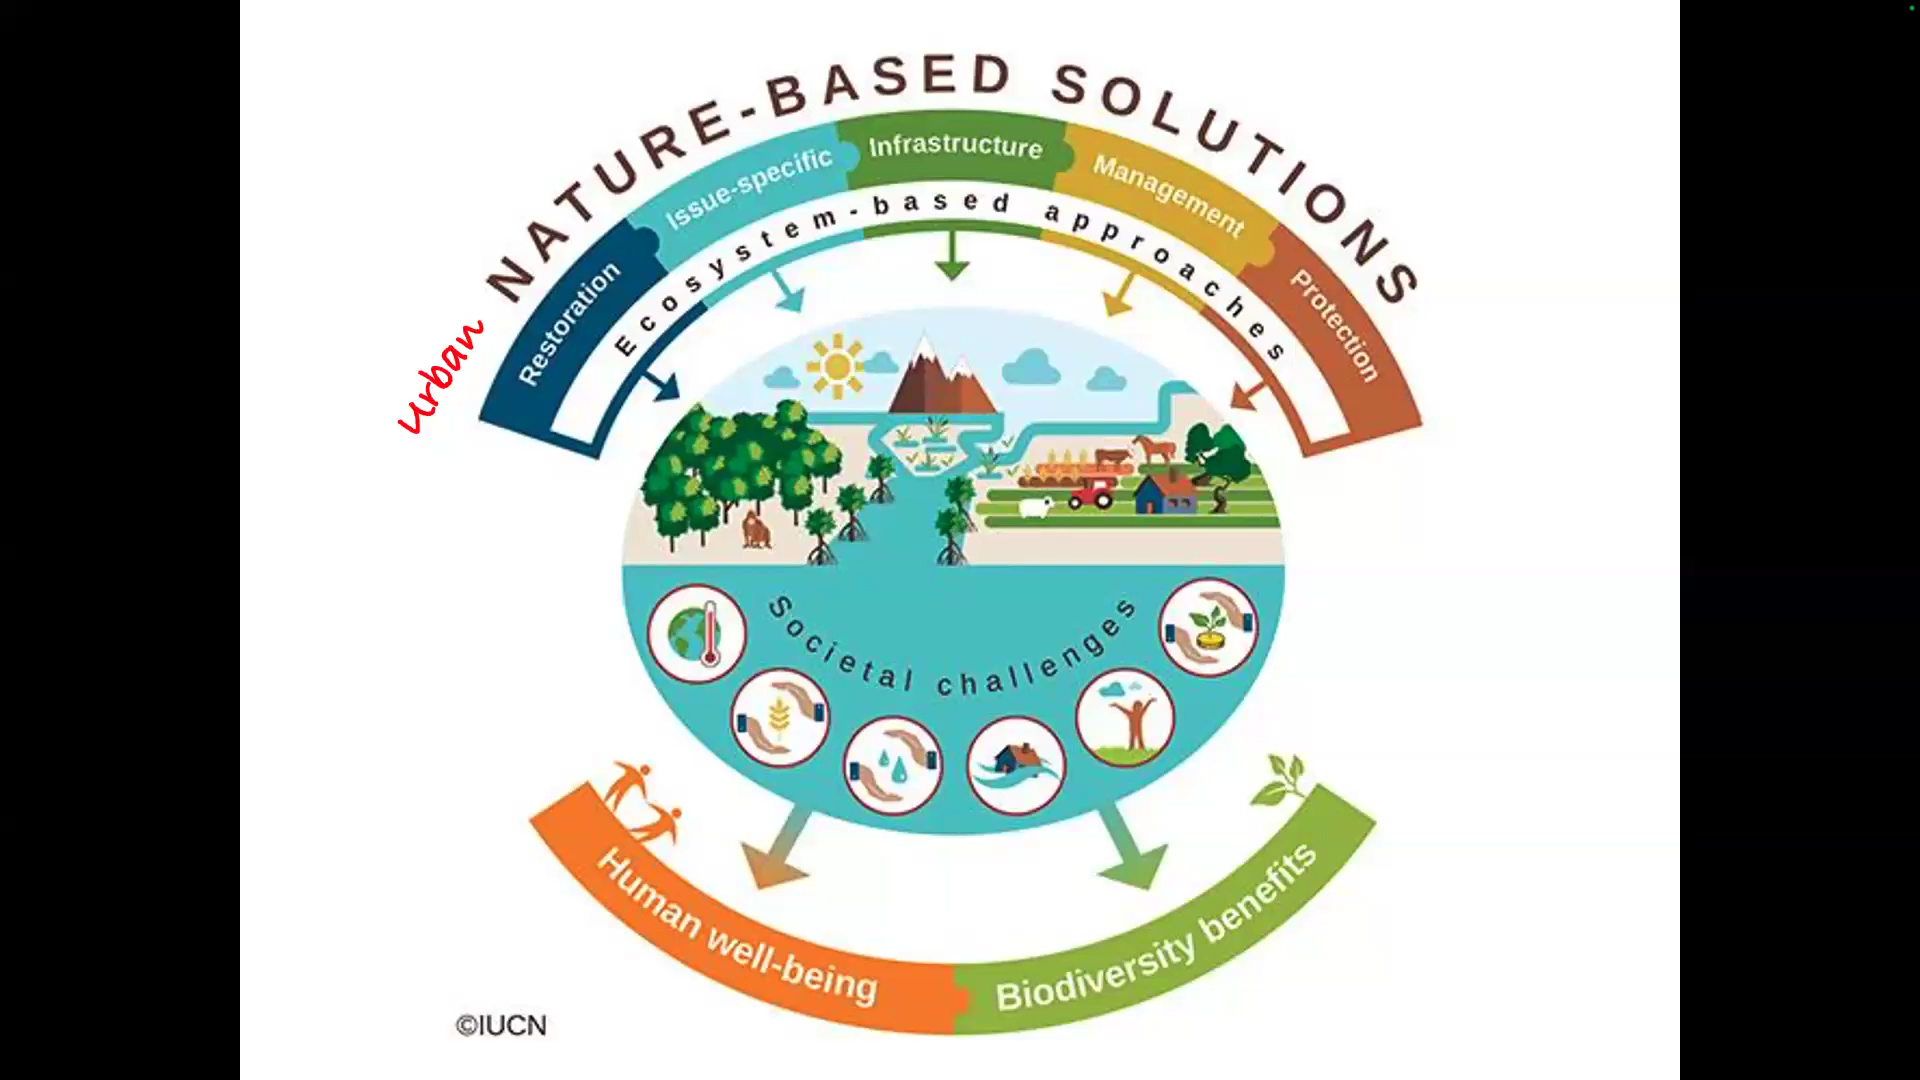 Urban
NATURE-BASED SOLUTIONS
Restoration
Issue-specific
Infrastructure
Management
Protection
Ecosystem-based approaches
Societal challenges
Human well-being
Biodiversity benefits
©IUCN